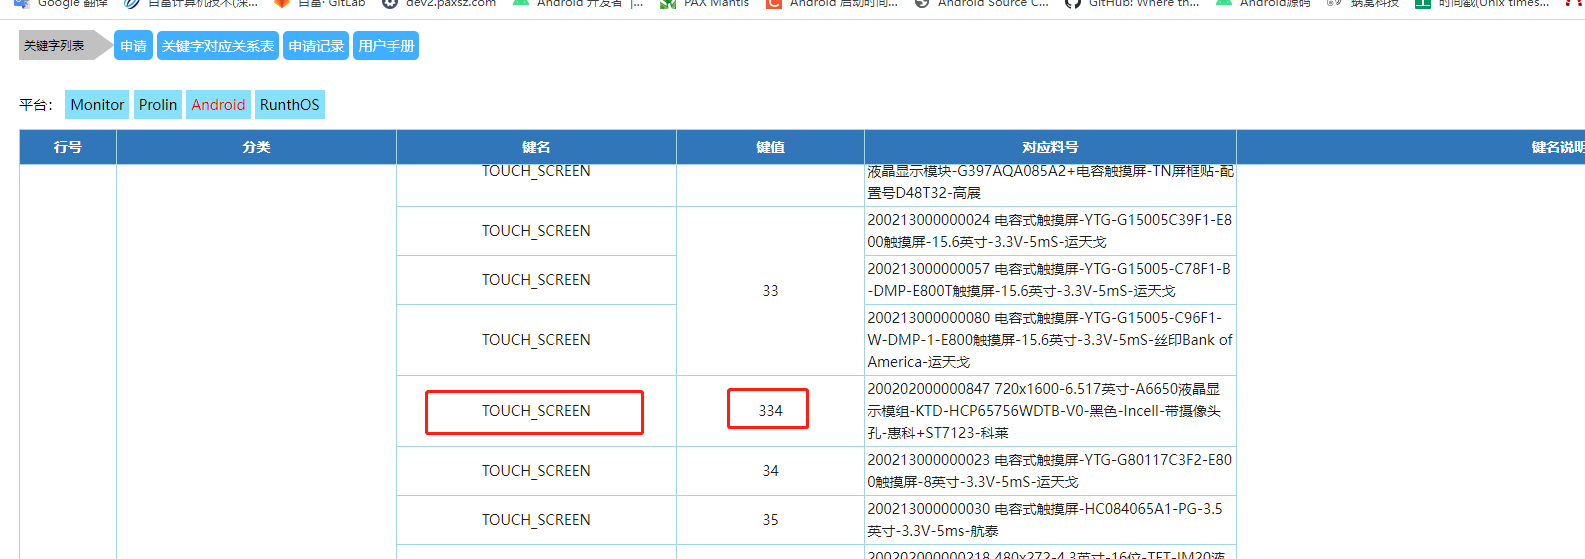 Google 翻译
百富计算机技术(深...
百富· GitLab
dev2.paxsz.com
Android 开发者 |...
PAX Mantis
Android 启动时间...
Android Source C...
GitHub: Where th...
Android源码
蜗窝科技
时间戳(Unix times...
关键字列表
申请
关键字对应关系表
申请记录
用户手册
平台：
Monitor
Prolin
Android
RunthOS
行号
分类
键名
键值
对应料号
键名说明
TOUCH_SCREEN
液晶显示模块-G397AQA085A2+电容触摸屏-TN屏框贴-配
置号D48T32-高展
TOUCH_SCREEN
33
200213000000024 电容式触摸屏-YTG-G15005C39F1-E8
00触摸屏-15.6英寸-3.3V-5mS-运天戈
TOUCH_SCREEN
200213000000057 电容式触摸屏-YTG-G15005-C78F1-B
-DMP-E800T触摸屏-15.6英寸-3.3V-5mS-运天戈
TOUCH_SCREEN
200213000000080 电容式触摸屏-YTG-G15005-C96F1-
W-DMP-1-E800触摸屏-15.6英寸-3.3V-5mS-丝印Bank of
America-运天戈
TOUCH_SCREEN
334
200202000000847 720x1600-6.517英寸-A6650液晶显
示模组-KTD-HCP65756WDTB-V0-黑色-Incell-带摄像头
孔-惠科+ST7123-科莱
TOUCH_SCREEN
34
200213000000023 电容式触摸屏-YTG-G80117C3F2-E80
0触摸屏-8英寸-3.3V-5mS-运天戈
TOUCH_SCREEN
35
200213000000030 电容式触摸屏-HC084065A1-PG-3.5
英寸-3.3V-5ms-航泰
200202000000218 480x272-4.3英寸-16位-TFT-IM20液